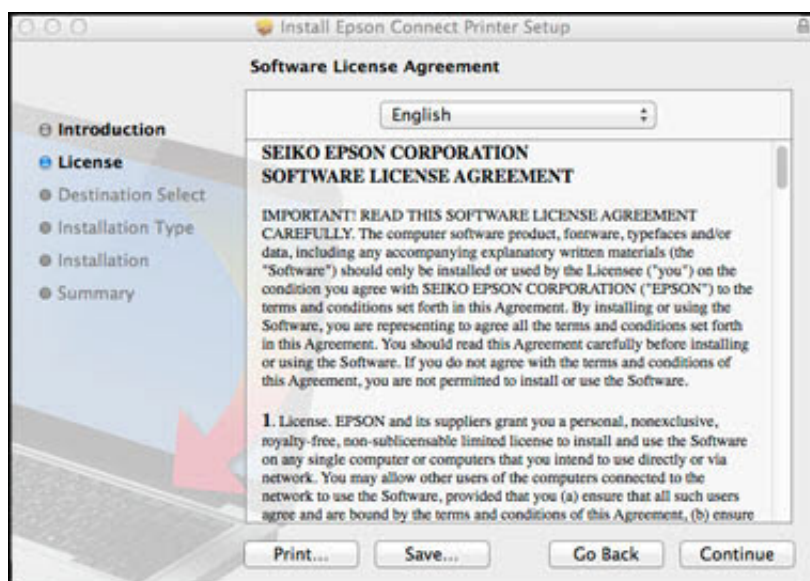 Install Epson Connect Printer Setup
Software License Agreement
Introduction
License
Destination Select
Installation Type
Installation
Summary
English
SEIKO EPSON CORPORATION
SOFTWARE LICENSE AGREEMENT
IMPORTANT! READ THIS SOFTWARE LICENSE AGREEMENT
CAREFULLY. The computer software product, fontware, typefaces and/or
data, including any accompanying explanatory written materials (the
"Software") should only be installed or used by the Licensee ("you") on the
condition you agree with SEIKO EPSON CORPORATION ("EPSON") to the
terms and conditions set forth in this Agreement. By installing or using the
Software, you are representing to agree all the terms and conditions set forth
in this Agreement. You should read this Agreement carefully before installing
or using the Software. If you do not agree with the terms and conditions of
this Agreement, you are not permitted to install or use the Software.
1. License. EPSON and its suppliers grant you a personal, nonexclusive,
royalty-free, non-sublicensable limited license to install and use the Software
on any single computer or computers that you intend to use directly or via
network. You may allow other users of the computers connected to the
network to use the Software, provided that you (a) ensure that all such users
agree and are bound by the terms and conditions of this Agreement, (b) ensure
Print...
Save...
Go Back
Continue